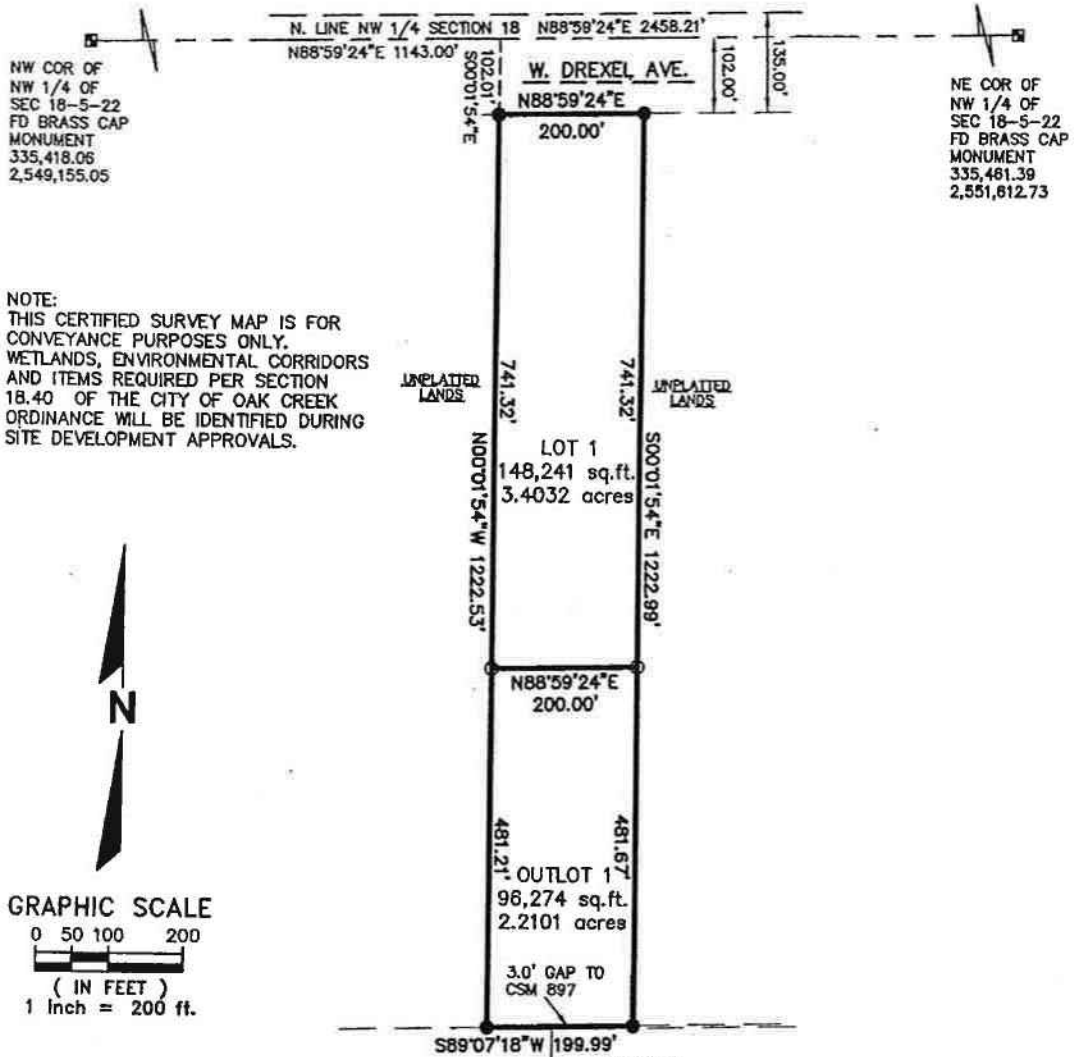 N. LINE NW 1/4 SECTION 18 N88°59'24"E 2458.21'
N88°59'24"E 1143.00'
102.01'
S00°01'54"E
W. DREXEL AVE.
102.00'
135.00'
N88°59'24"E
200.00'
NW COR OF
NW 1/4 OF
SEC 18-5-22
FD BRASS CAP
MONUMENT
335,418.06
2,549,155.05
NE COR OF
NW 1/4 OF
SEC 18-5-22
FD BRASS CAP
MONUMENT
335,461.39
2,551,612.73
NOTE:
THIS CERTIFIED SURVEY MAP IS FOR
CONVEYANCE PURPOSES ONLY.
WETLANDS, ENVIRONMENTAL CORRIDORS
AND ITEMS REQUIRED PER SECTION
18.40 OF THE CITY OF OAK CREEK
ORDINANCE WILL BE IDENTIFIED DURING
SITE DEVELOPMENT APPROVALS.
UNPLATTED
LANDS
741.32'
741.32'
UNPLATTED
LANDS
LOT 1
148,241 sq.ft.
3.4032 acres
N00°01'54"W 1222.53'
S00°01'54"E 1222.99'
N88°59'24"E
200.00'
N
481.21'
481.67'
OUTLOT 1
96,274 sq.ft.
2.2101 acres
GRAPHIC SCALE
0 50 100 200
( IN FEET )
1 Inch = 200 ft.
3.0' GAP TO
CSM 897
S89°07'18"W 199.99'